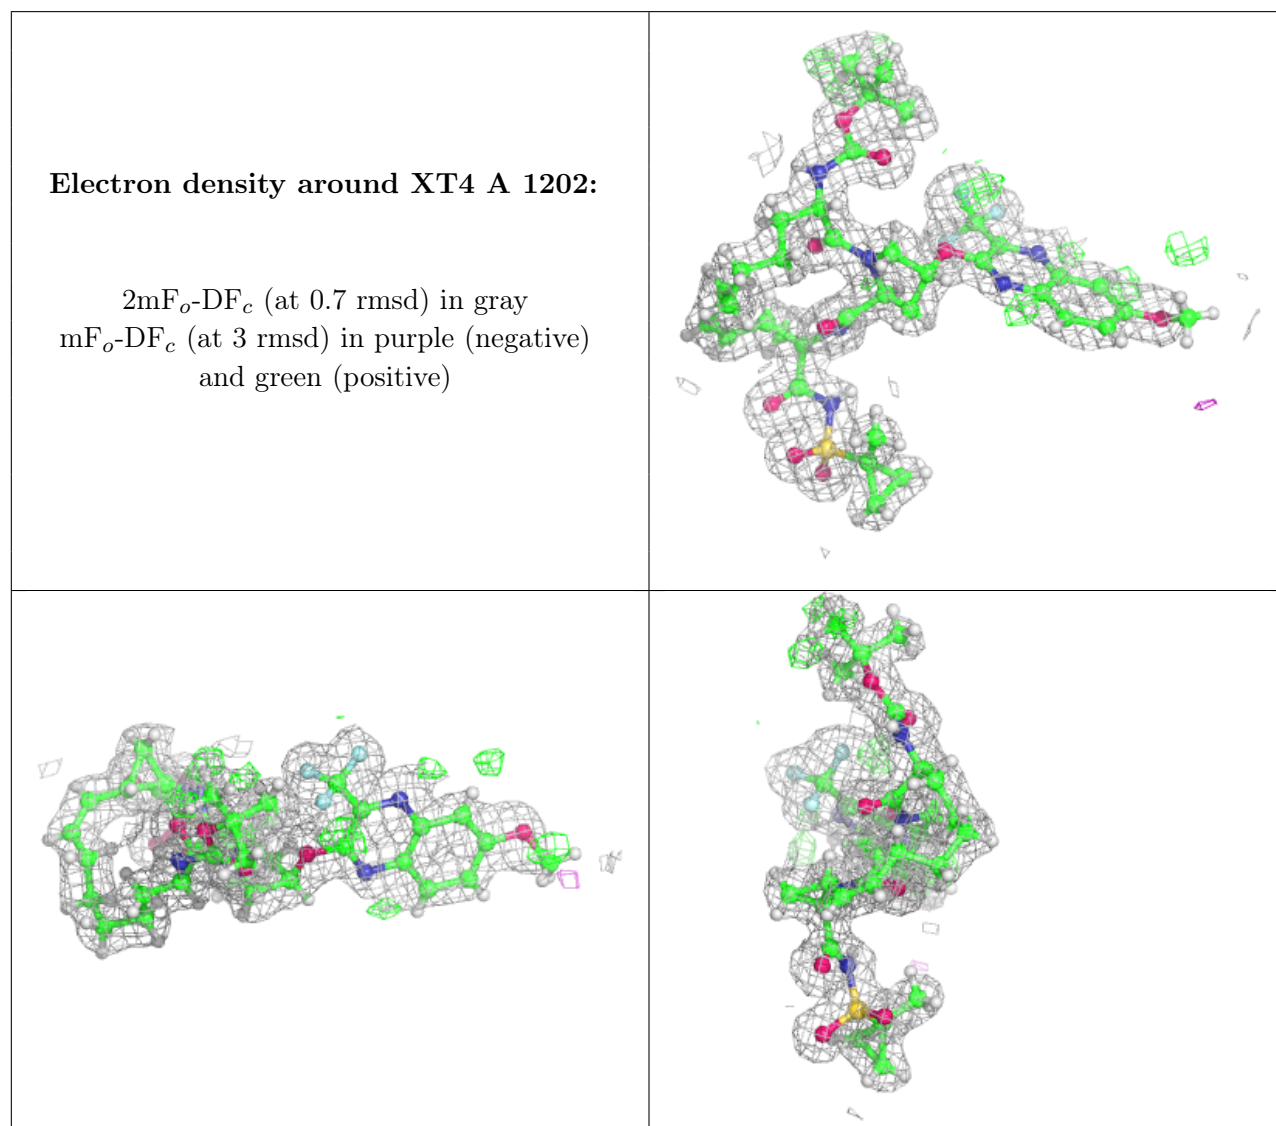 Electron density around XT4 A 1202:
2mFo-DFc (at 0.7 rmsd) in gray
mFo-DFc (at 3 rmsd) in purple (negative)
and green (positive)